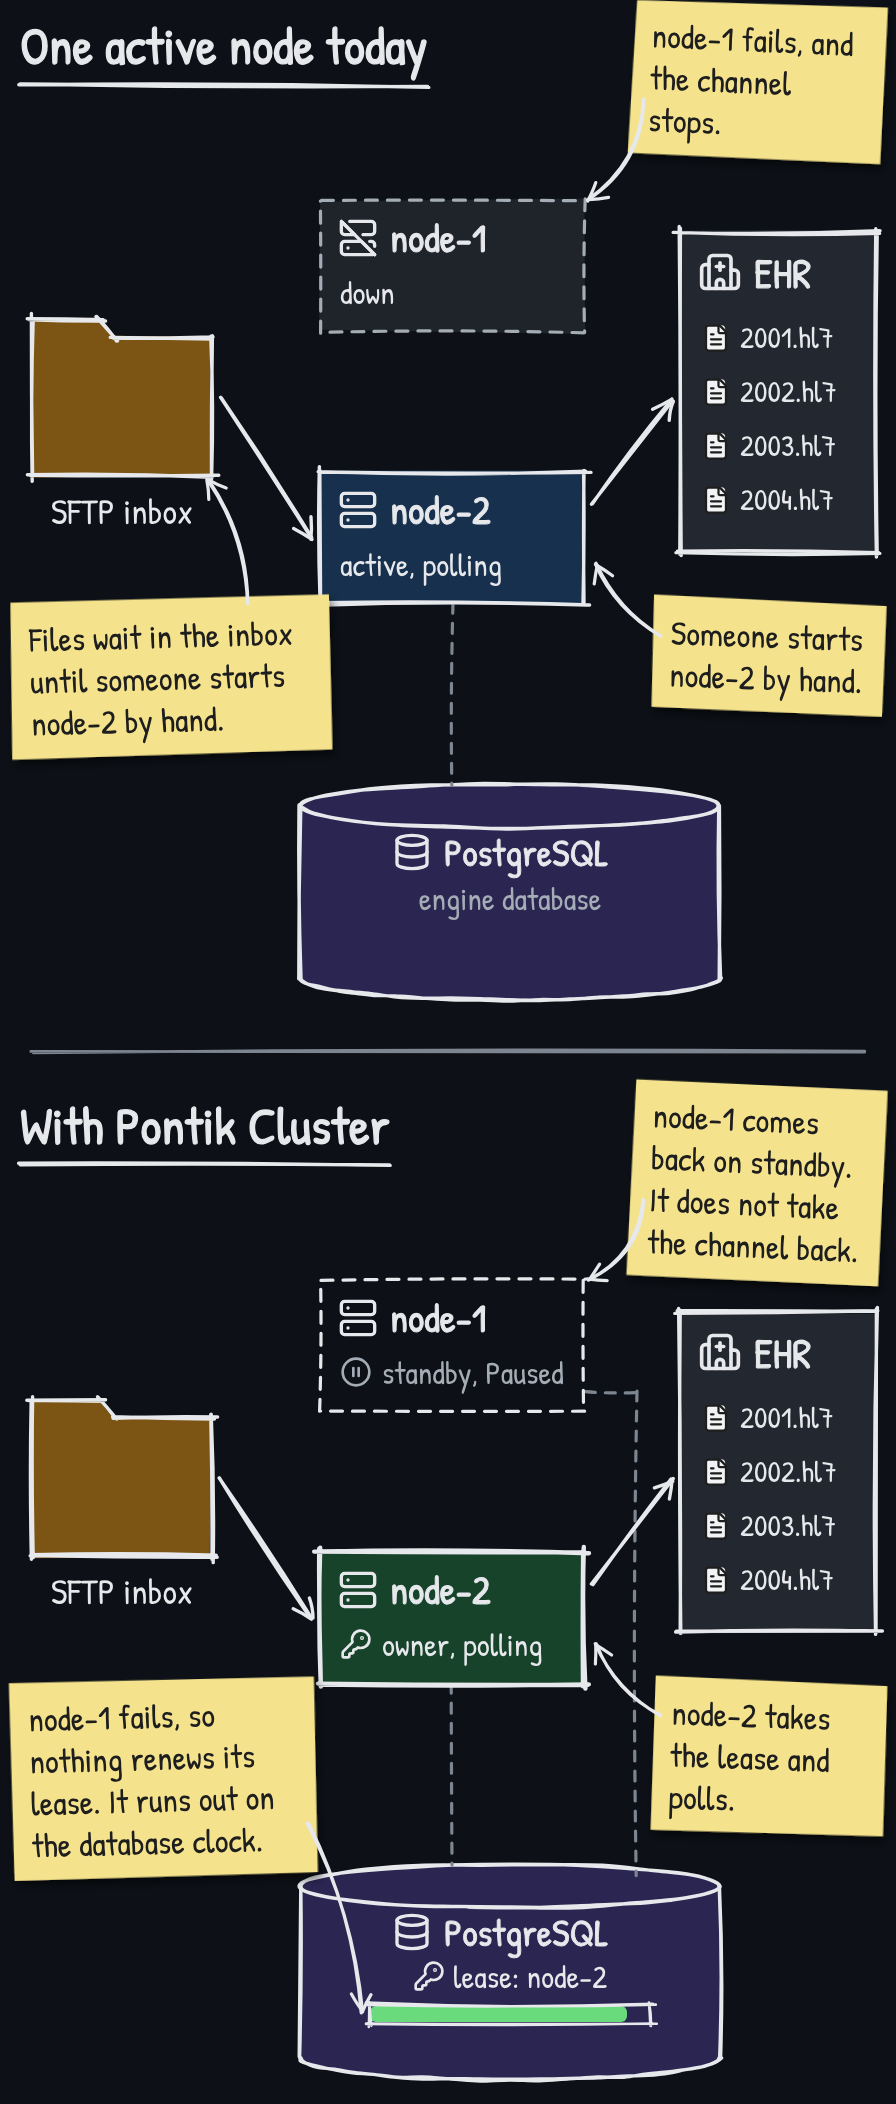 One active node today
node-1 fails, and
the channel
stops.
node-1
down
EHR
2001.hl7
2002.hl7
2003.hl7
2004.hl7
SFTP inbox
node-2
active, polling
Files wait in the inbox
until someone starts
node-2 by hand.
Someone starts
node-2 by hand.
PostgreSQL
engine database
With Pontik Cluster
node-1 comes
back on standby.
It does not take
the channel back.
node-1
standby, Paused
EHR
2001.hl7
2002.hl7
2003.hl7
2004.hl7
SFTP inbox
node-2
owner, polling
node-1 fails, so
nothing renews its
lease. It runs out on
the database clock.
node-2 takes
the lease and
polls.
PostgreSQL
lease: node-2